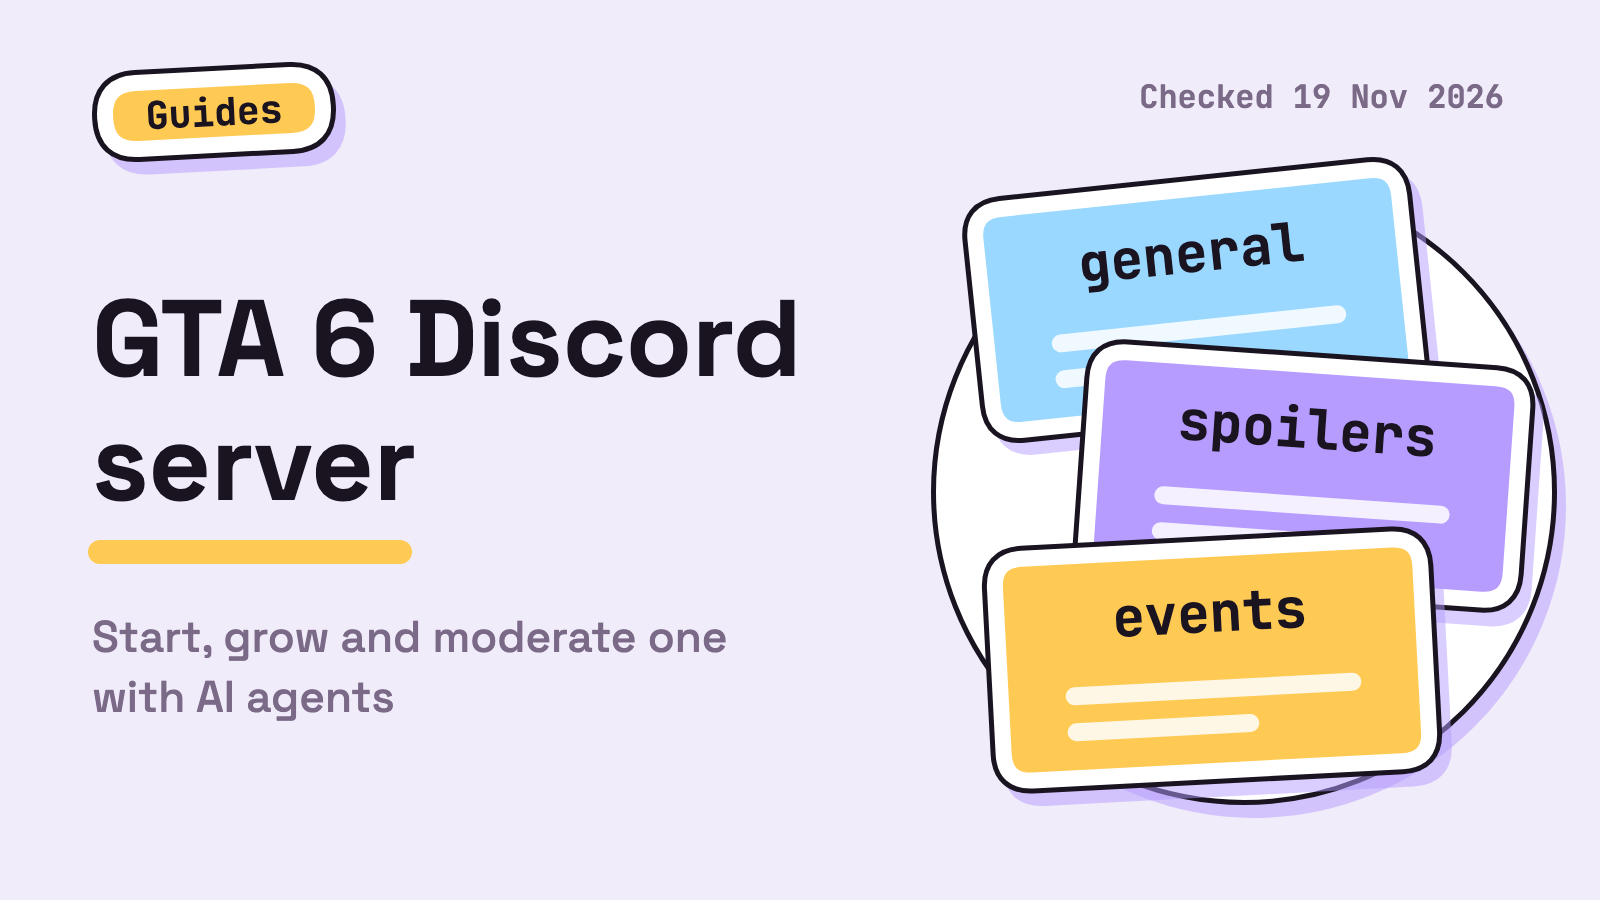 Guides
Checked 19 Nov 2026
GTA 6 Discord
server
Start, grow and moderate one
with AI agents
general
spoilers
events